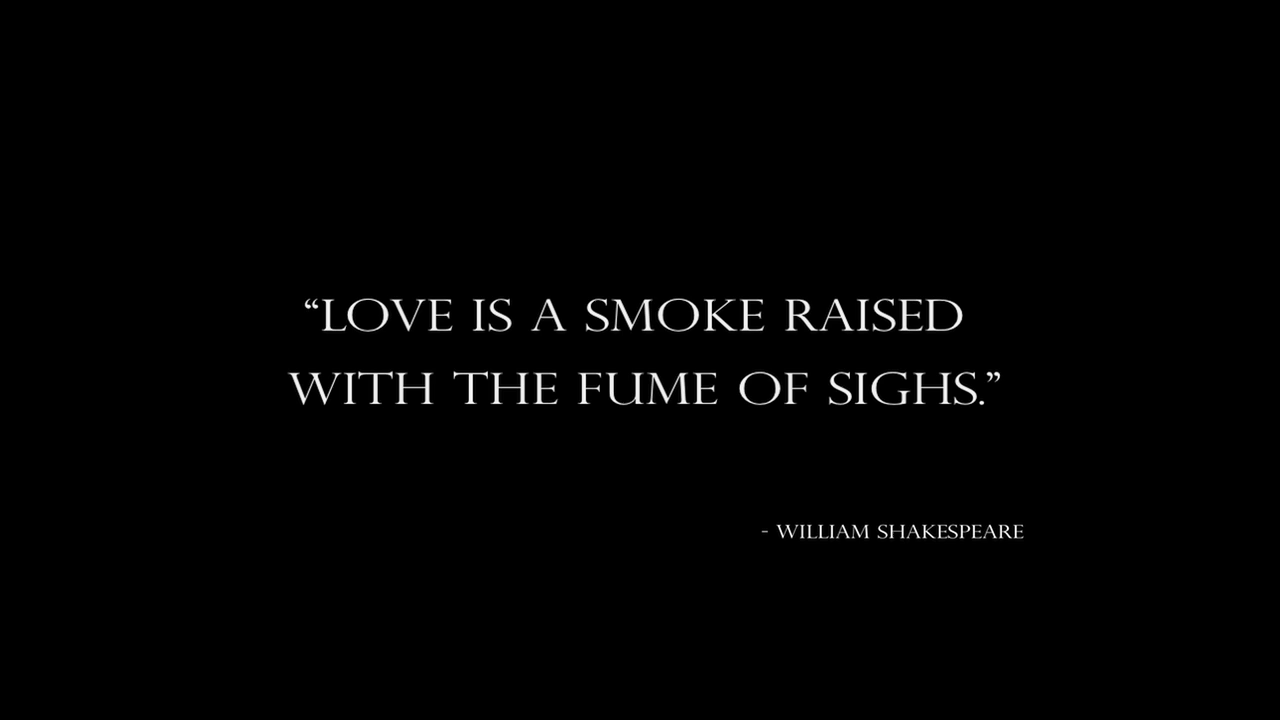 “LOVE IS A SMOKE RAISED
WITH THE FUME OF SIGHS.”
- WILLIAM SHAKESPEARE